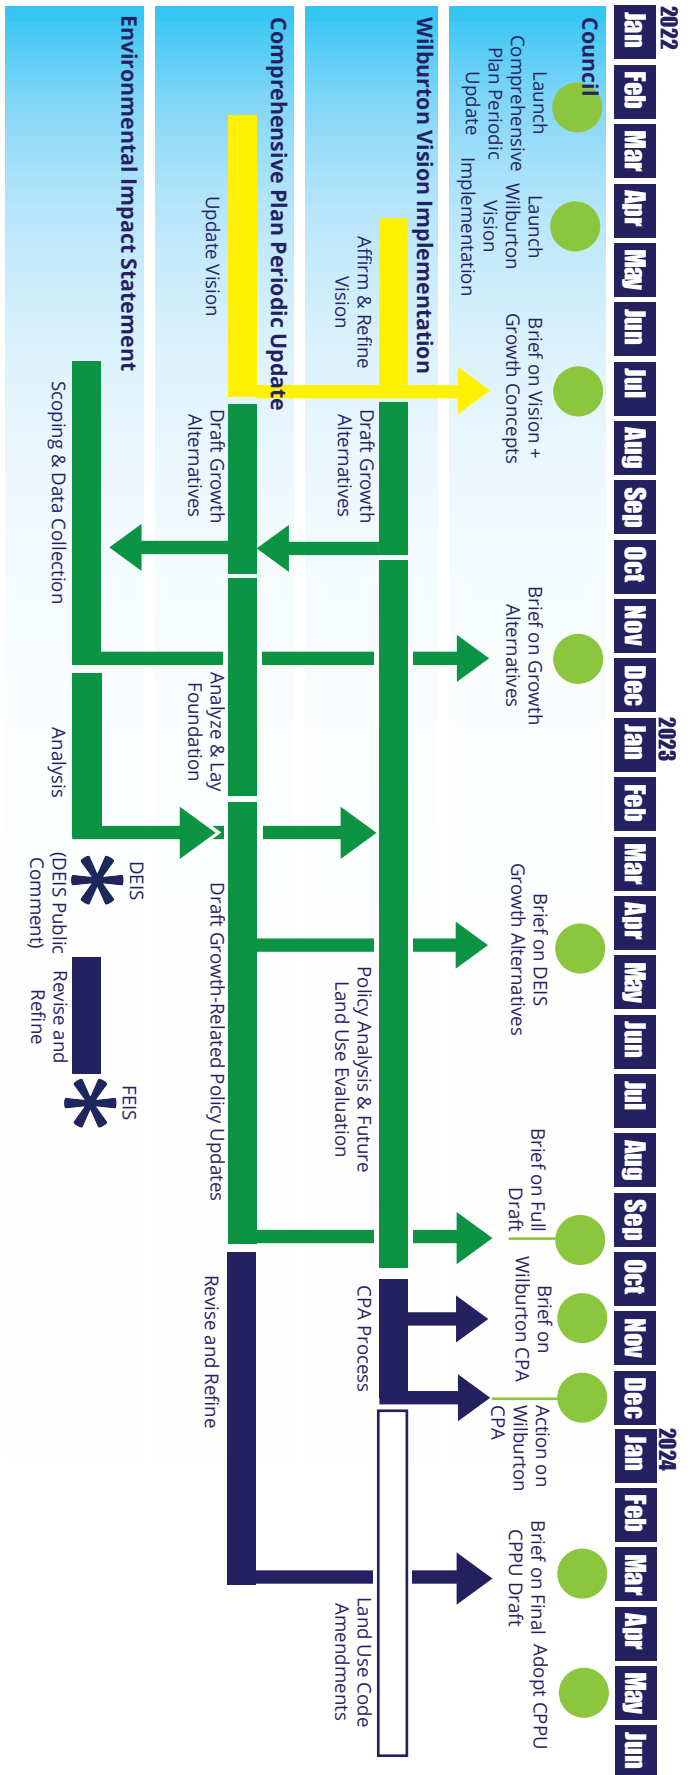 2022
2023
2024
Jan
Feb
Mar
Apr
May
Jun
Jul
Aug
Sep
Oct
Nov
Dec
Jan
Feb
Mar
Apr
May
Jun
Jul
Aug
Sep
Oct
Nov
Dec
Jan
Feb
Mar
Apr
May
Jun
Council
Launch
Comprehensive
Plan Periodic
Update
Launch
Wilburton
Vision
Implementation
Brief on Vision +
Growth Concepts
Brief on Growth
Alternatives
Brief on DEIS
Growth Alternatives
Brief on Full
Draft
Brief on
Wilburton CPA
Action on
Wilburton
CPA
Brief on Final
CPPU Draft
Adopt CPPU
Wilburton Vision Implementation
Affirm & Refine
Vision
Draft Growth
Alternatives
Policy Analysis & Future
Land Use Evaluation
CPA Process
Land Use Code
Amendments
Comprehensive Plan Periodic Update
Update Vision
Draft Growth
Alternatives
Analyze & Lay
Foundation
Draft Growth-Related Policy Updates
Revise and Refine
Environmental Impact Statement
Scoping & Data Collection
Analysis
DEIS
(DEIS Public
Comment)
Revise and
Refine
FEIS